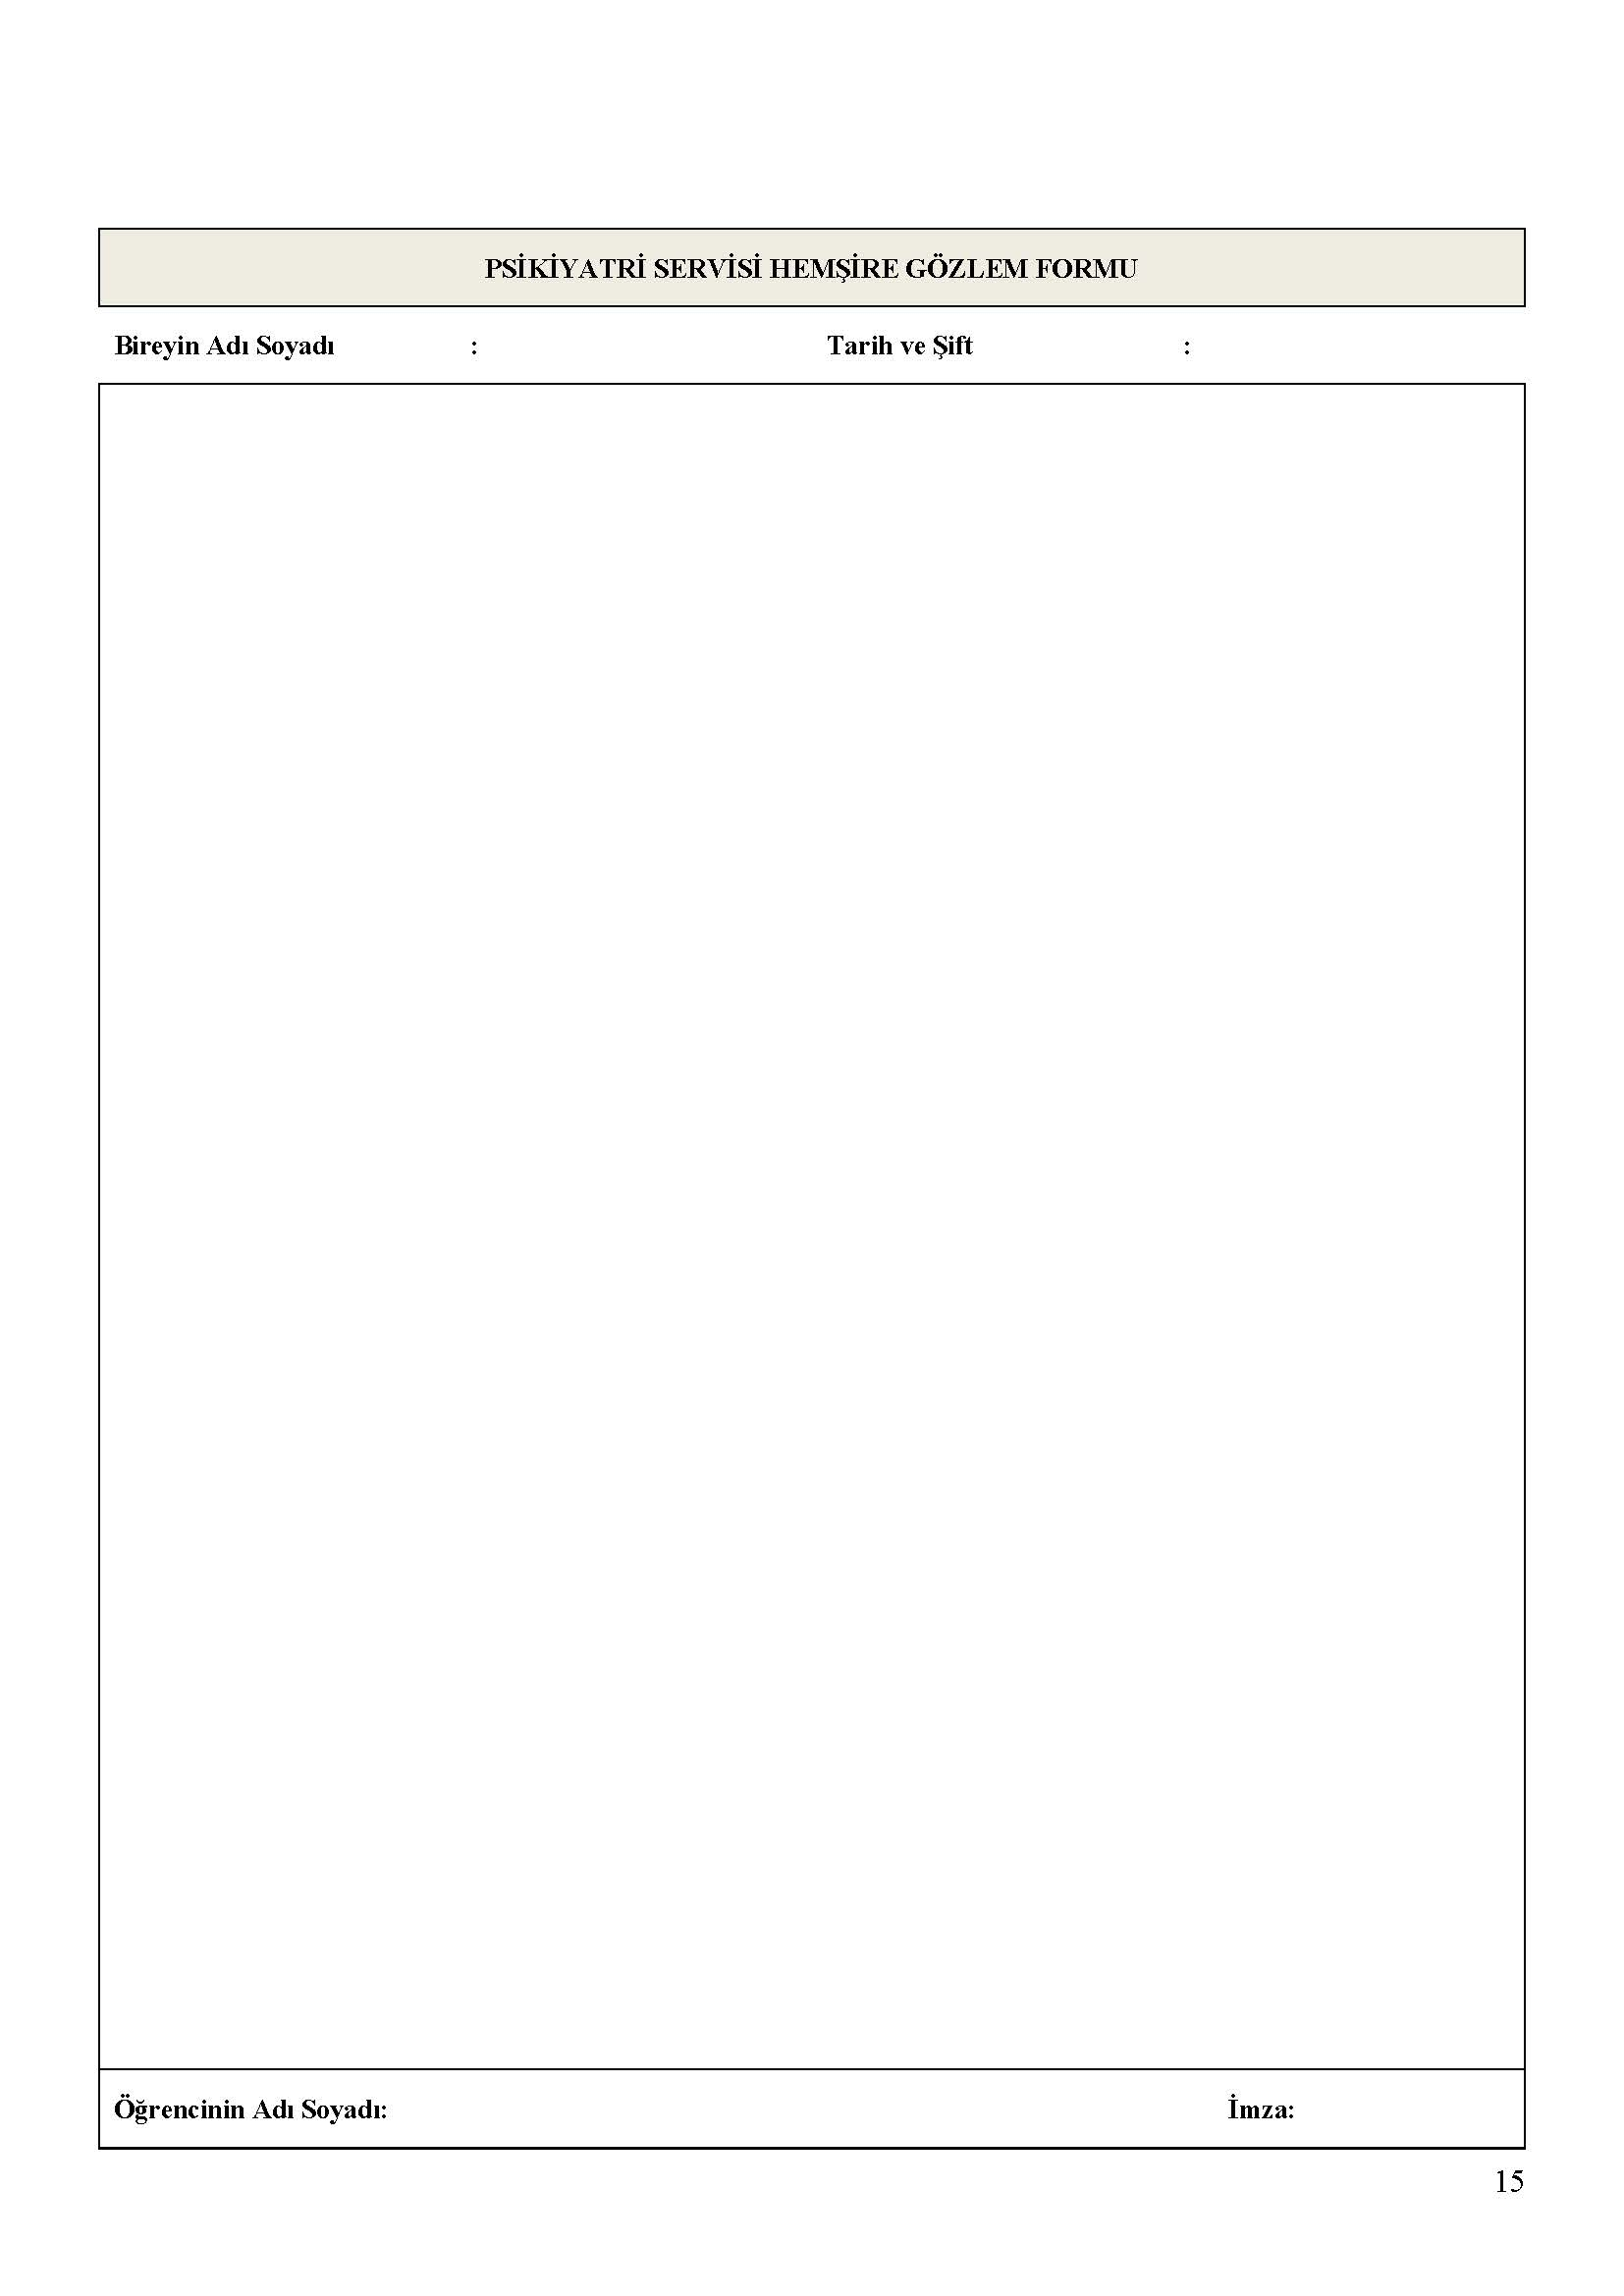 PSİKİYATRİ SERVİSİ HEMŞİRE GÖZLEM FORMU
Bireyin Adı Soyadı : Tarih ve Şift :
Öğrencinin Adı Soyadı: İmza:
15